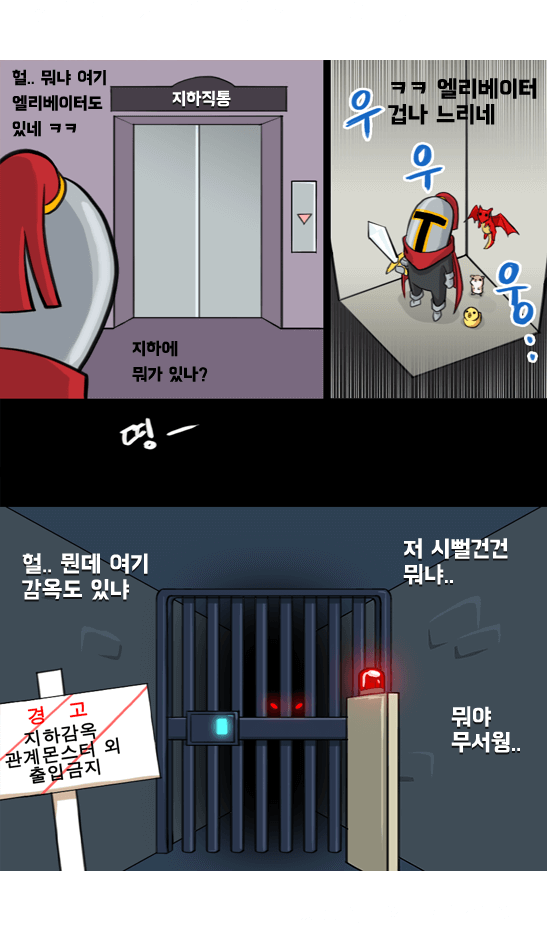 헐.. 뭐냐 여기
엘리베이터도
있네 ㅋㅋ
지하직통
지하에
뭐가 있나?
ㅋㅋ 엘리베이터
겁나 느리네
우
우
웅..
띵ㅡ
헐.. 뭔데 여기
감옥도 있냐
저 시뻘건건
뭐냐..
경 고
지하감옥
관계몬스터 외
출입금지
뭐야
무서웡..